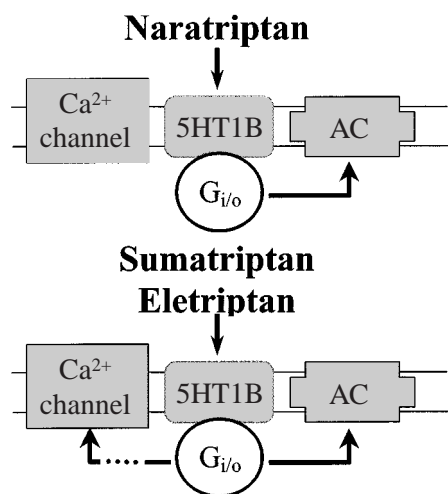 Naratriptan
Ca²⁺
channel
5HT1B
AC
Gᵢ/ₒ
Sumatriptan
Eletriptan
Ca²⁺
channel
5HT1B
AC
Gᵢ/ₒ